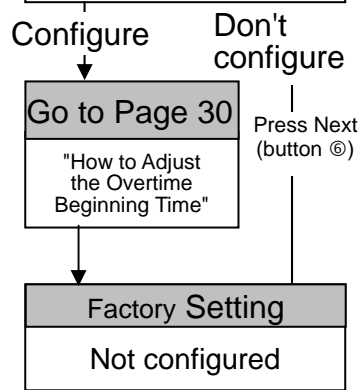 Configure
Don't
configure
Go to Page 30
"How to Adjust
the Overtime
Beginning Time"
Press Next
(button ⑥)
Factory Setting
Not configured